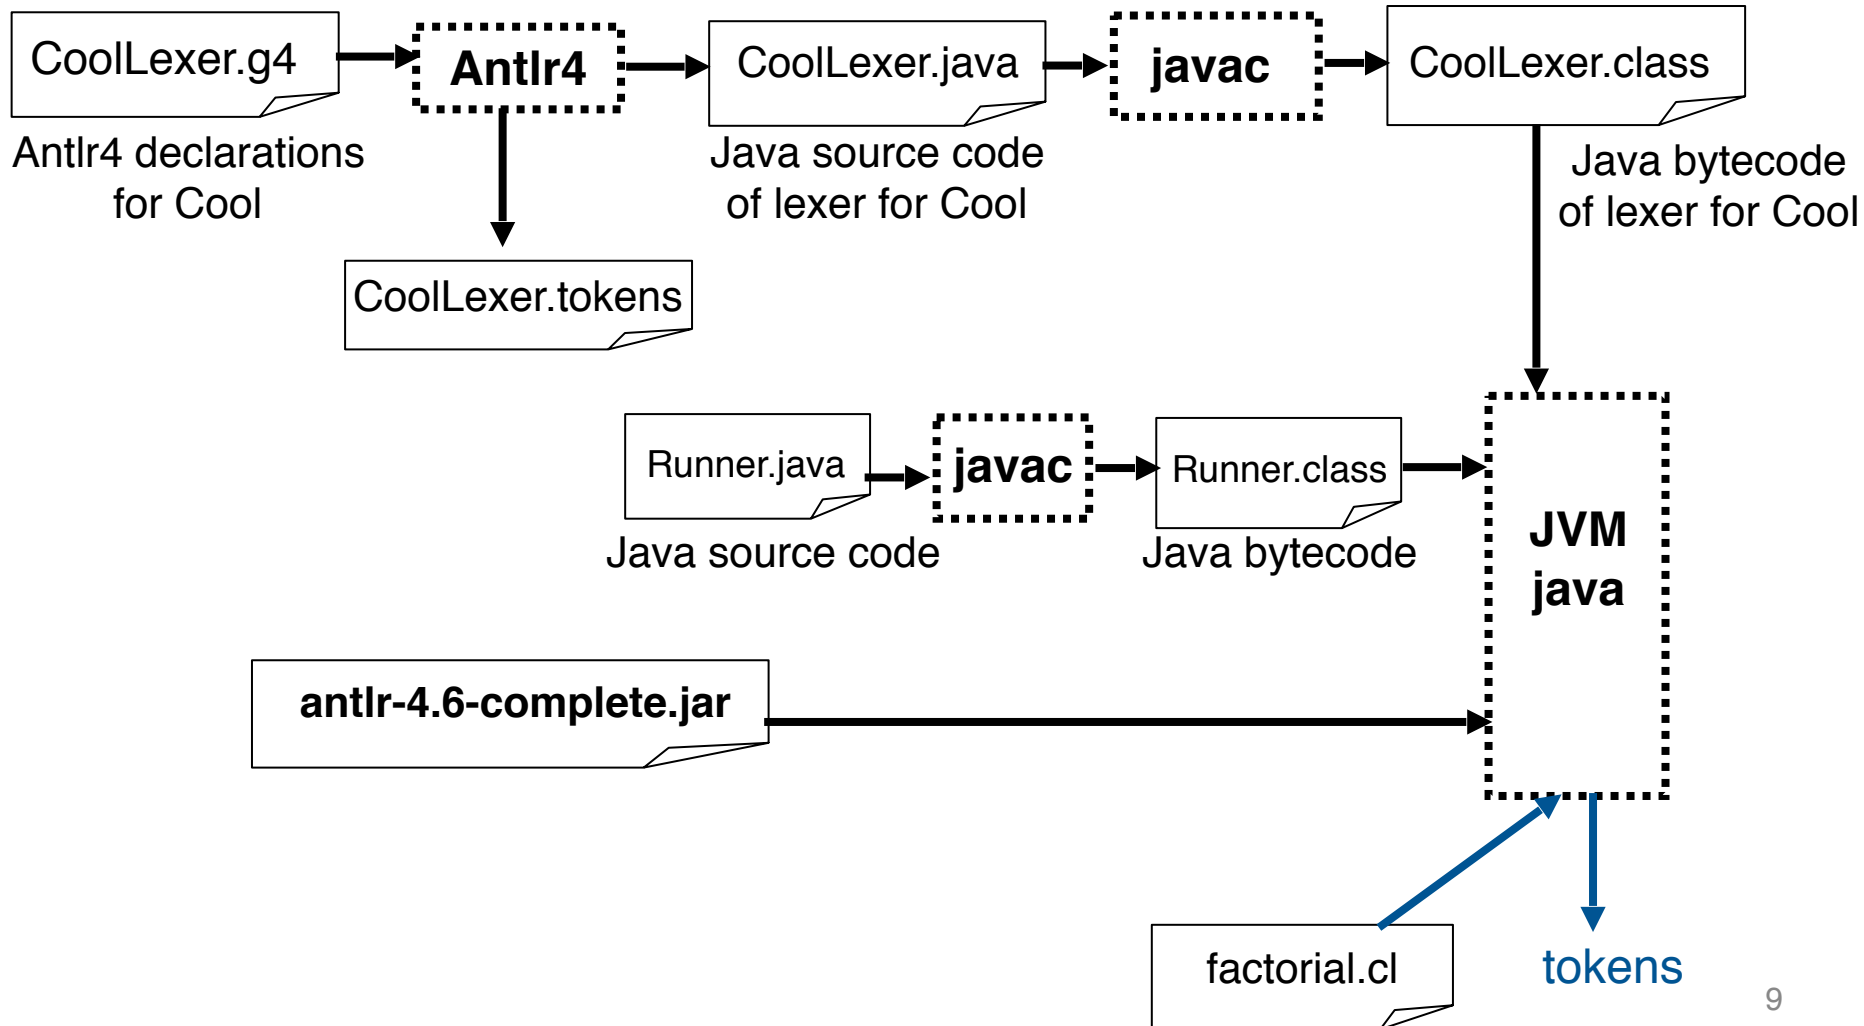 CoolLexer.g4
Antlr4
CoolLexer.java
javac
CoolLexer.class
Antlr4 declarations
for Cool
Java source code
of lexer for Cool
Java bytecode
of lexer for Cool
CoolLexer.tokens
Runner.java
javac
Runner.class
Java source code
Java bytecode
JVM
java
antlr-4.6-complete.jar
factorial.cl
tokens
9